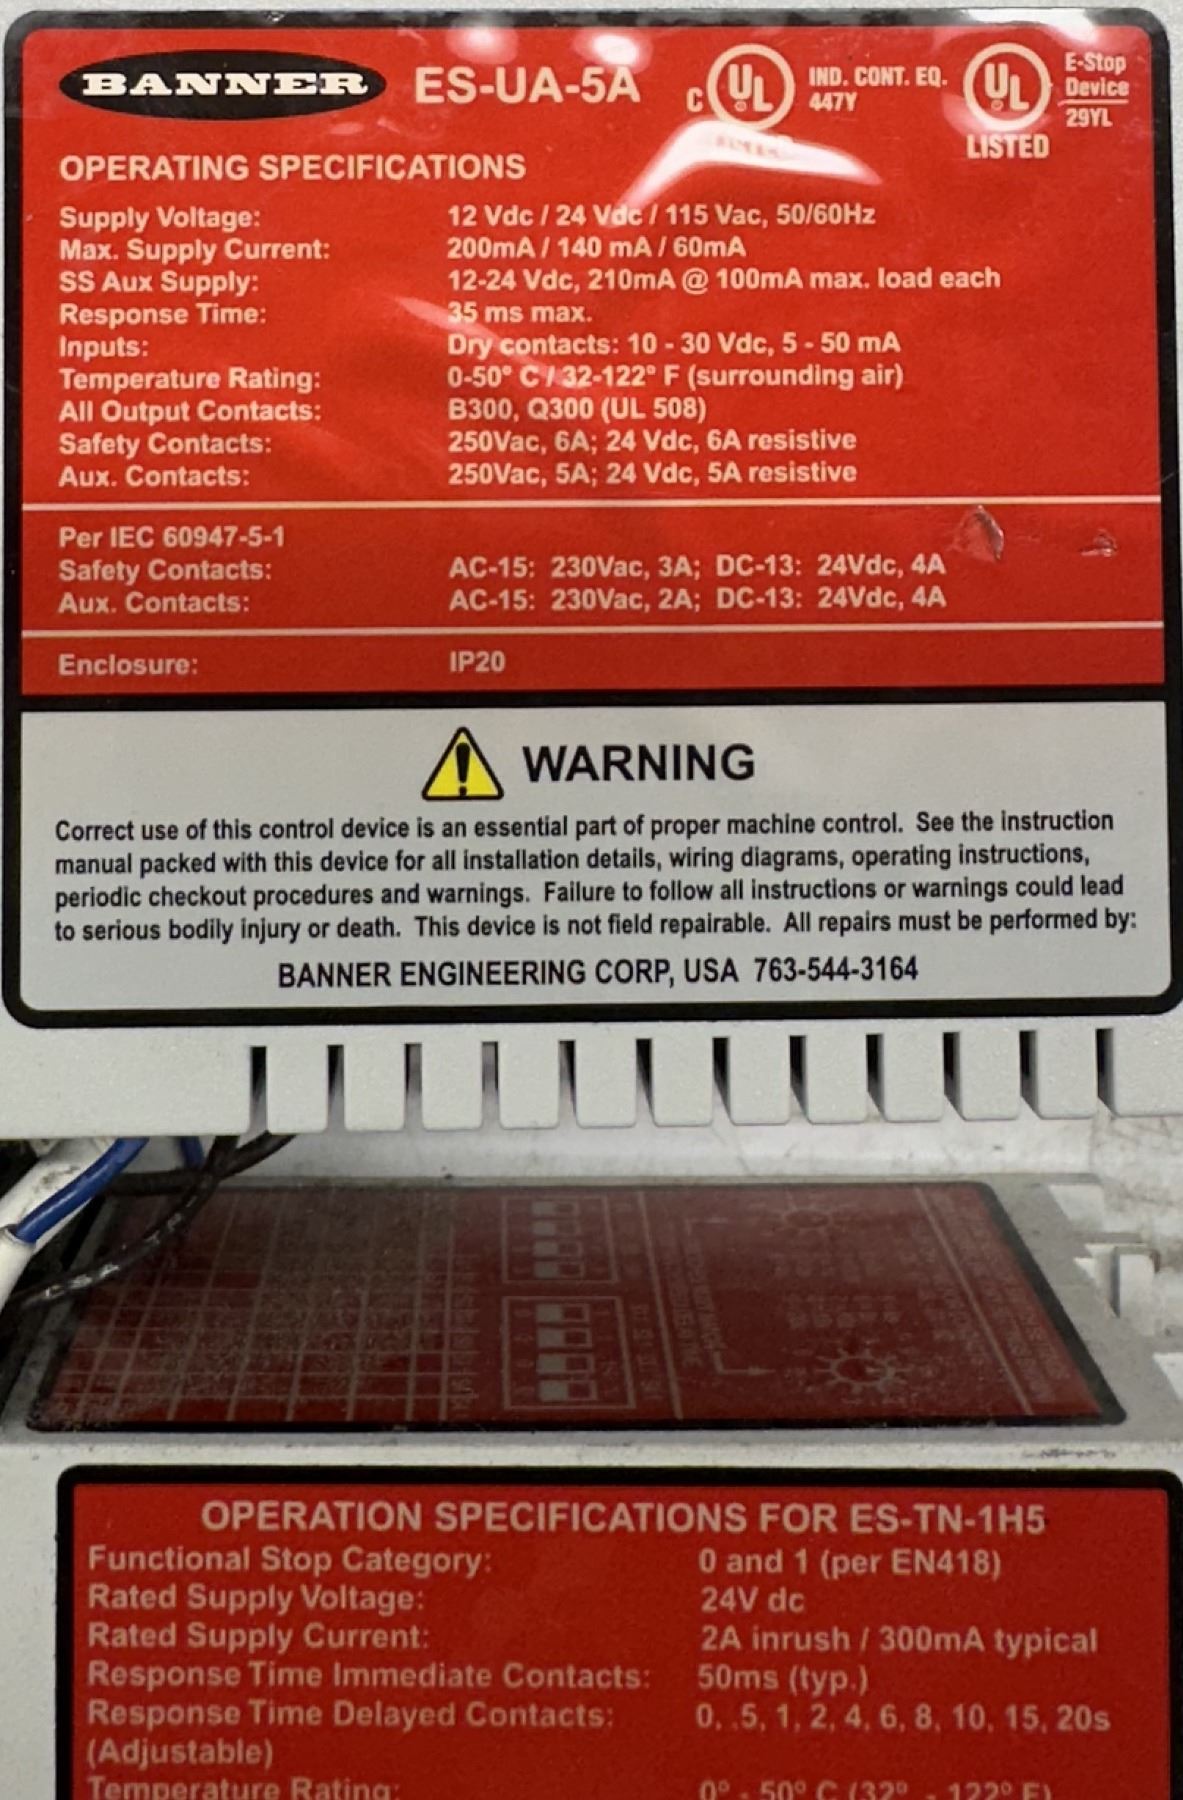 BANNER ES-UA-5A
C UL IND. CONT. EQ.
447Y
UL LISTED
E-Stop
Device
29YL
OPERATING SPECIFICATIONS
Supply Voltage: 12 Vdc / 24 Vdc / 115 Vac, 50/60Hz
Max. Supply Current: 200mA / 140 mA / 60mA
SS Aux Supply: 12-24 Vdc, 210mA @ 100mA max. load each
Response Time: 35 ms max.
Inputs: Dry contacts: 10 - 30 Vdc, 5 - 50 mA
Temperature Rating: 0-50° C / 32-122° F (surrounding air)
All Output Contacts: B300, Q300 (UL 508)
Safety Contacts: 250Vac, 6A; 24 Vdc, 6A resistive
Aux. Contacts: 250Vac, 5A; 24 Vdc, 5A resistive
Per IEC 60947-5-1
Safety Contacts: AC-15: 230Vac, 3A; DC-13: 24Vdc, 4A
Aux. Contacts: AC-15: 230Vac, 2A; DC-13: 24Vdc, 4A
Enclosure: IP20
WARNING
Correct use of this control device is an essential part of proper machine control. See the instruction
manual packed with this device for all installation details, wiring diagrams, operating instructions,
periodic checkout procedures and warnings. Failure to follow all instructions or warnings could lead
to serious bodily injury or death. This device is not field repairable. All repairs must be performed by:
BANNER ENGINEERING CORP, USA 763-544-3164
OPERATION SPECIFICATIONS FOR ES-TN-1H5
Functional Stop Category: 0 and 1 (per EN418)
Rated Supply Voltage: 24V dc
Rated Supply Current: 2A inrush / 300mA typical
Response Time Immediate Contacts: 50ms (typ.)
Response Time Delayed Contacts: 0, .5, 1, 2, 4, 6, 8, 10, 15, 20s
(Adjustable)
Temperature Rating: 0° - 50° C (32° - 122° F)